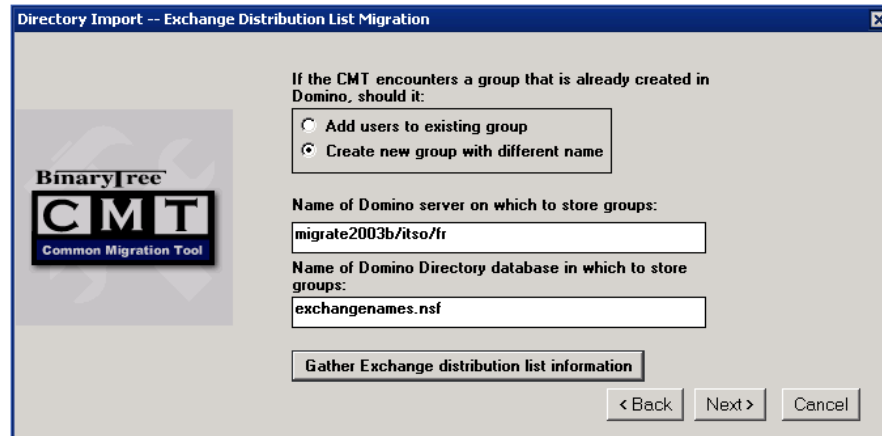 Directory Import -- Exchange Distribution List Migration
If the CMT encounters a group that is already created in
Domino, should it:
Add users to existing group
Create new group with different name
BinaryTree
CMT
Common Migration Tool
Name of Domino server on which to store groups:
migrate2003b/itso/fr
Name of Domino Directory database in which to store
groups:
exchangenames.nsf
Gather Exchange distribution list information
< Back
Next >
Cancel